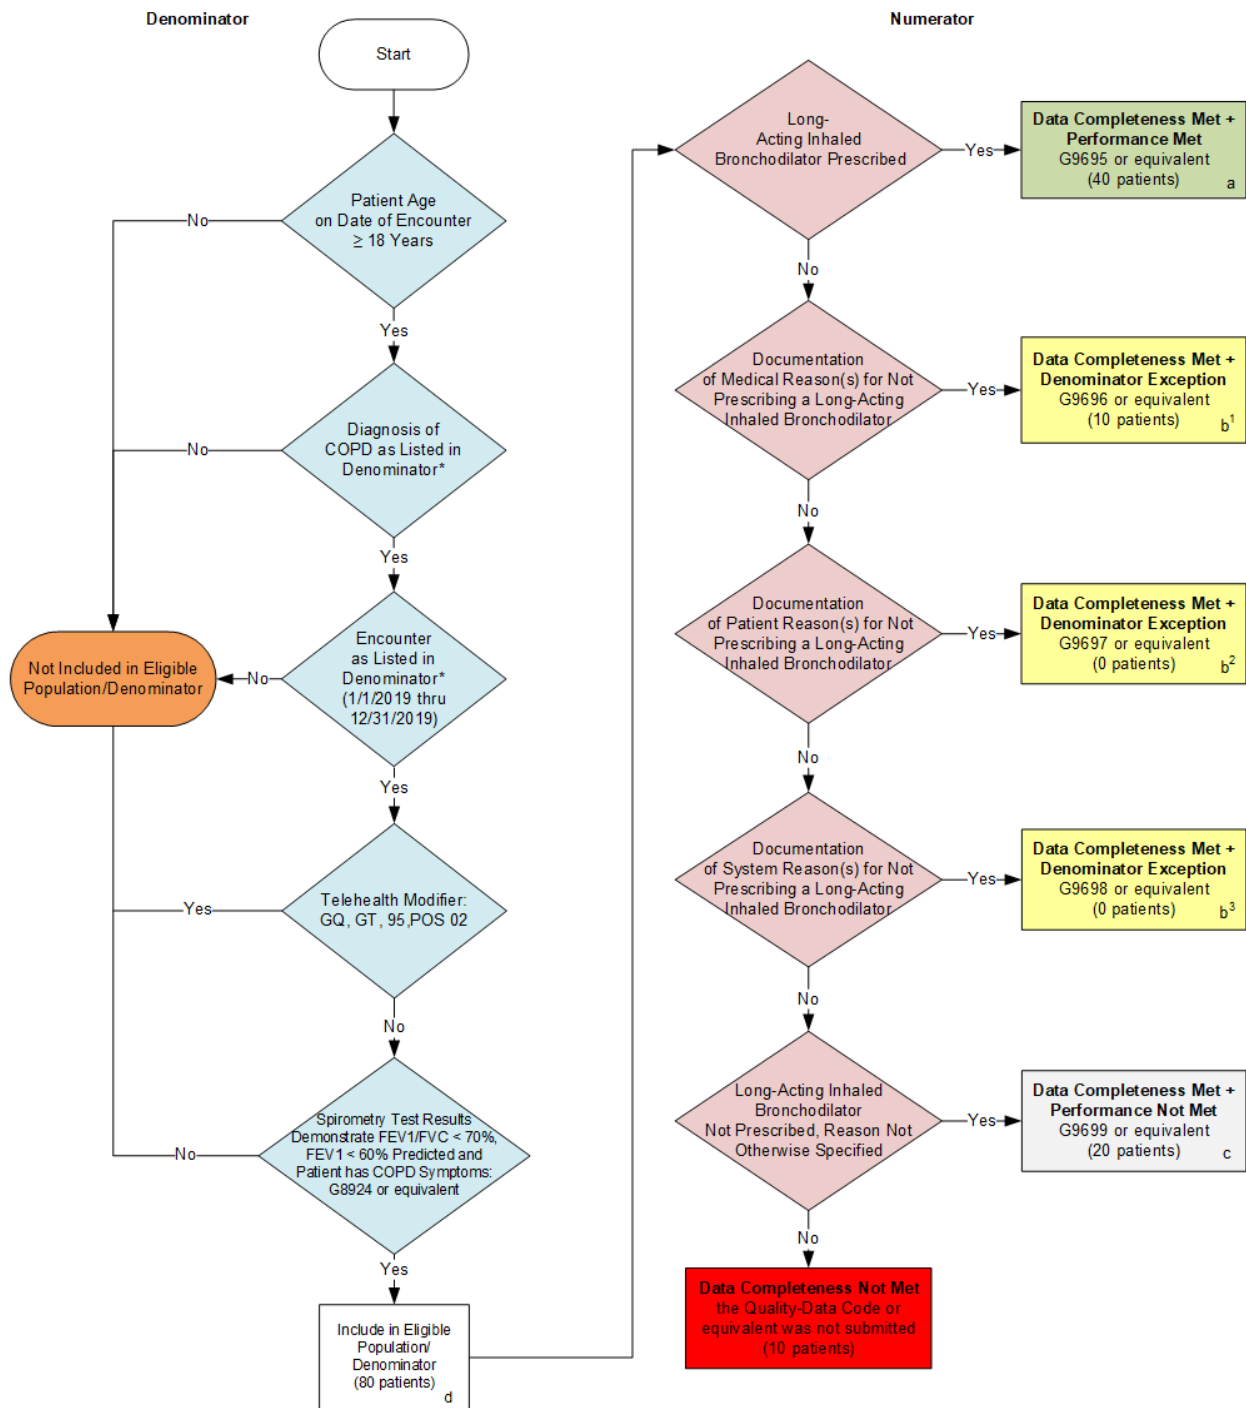 Denominator
Start
Patient Age
on Date of Encounter
≥ 18 Years
No
Yes
Diagnosis of
COPD as Listed in
Denominator*
No
Yes
Encounter
as Listed in
Denominator*
(1/1/2019 thru
12/31/2019)
No
Not Included in Eligible
Population/Denominator
Yes
Telehealth Modifier:
GQ, GT, 95,POS 02
Yes
No
Spirometry Test Results
Demonstrate FEV1/FVC < 70%,
FEV1 < 60% Predicted and
Patient has COPD Symptoms:
G8924 or equivalent
No
Yes
Include in Eligible
Population/
Denominator
(80 patients)
d
Numerator
Long-
Acting Inhaled
Bronchodilator Prescribed
Yes
Data Completeness Met +
Performance Met
G9695 or equivalent
(40 patients)
a
No
Documentation
of Medical Reason(s) for Not
Prescribing a Long-Acting
Inhaled Bronchodilator
Yes
Data Completeness Met +
Denominator Exception
G9696 or equivalent
(10 patients)
b¹
No
Documentation
of Patient Reason(s) for Not
Prescribing a Long-Acting
Inhaled Bronchodilator
Yes
Data Completeness Met +
Denominator Exception
G9697 or equivalent
(0 patients)
b²
No
Documentation
of System Reason(s) for Not
Prescribing a Long-Acting
Inhaled Bronchodilator
Yes
Data Completeness Met +
Denominator Exception
G9698 or equivalent
(0 patients)
b³
No
Long-Acting Inhaled
Bronchodilator
Not Prescribed, Reason Not
Otherwise Specified
Yes
Data Completeness Met +
Performance Not Met
G9699 or equivalent
(20 patients)
c
No
Data Completeness Not Met
the Quality-Data Code or
equivalent was not submitted
(10 patients)